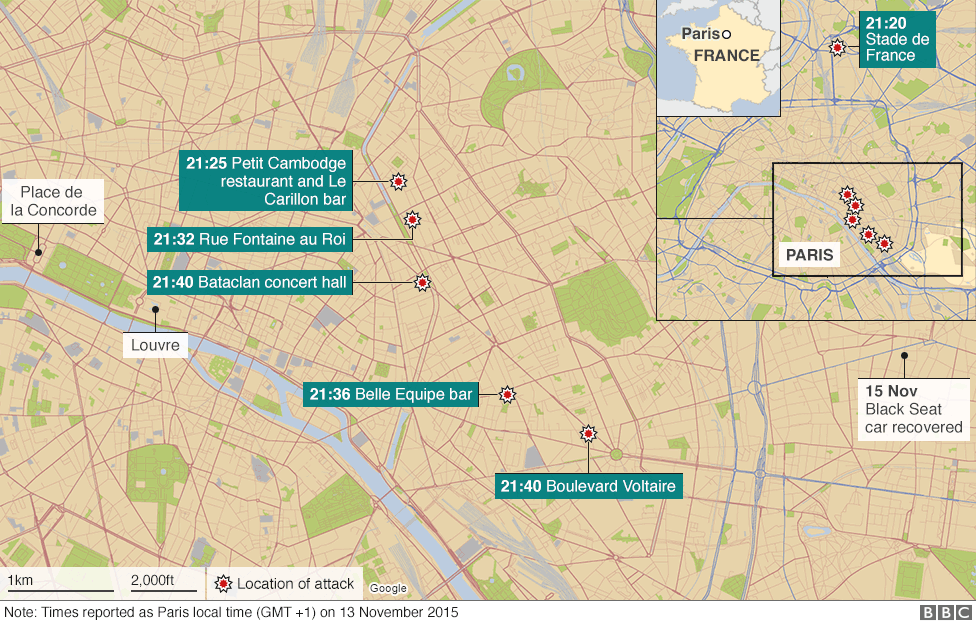 Paris
FRANCE
21:20
Stade de
France
21:25 Petit Cambodge
restaurant and Le
Carillon bar
Place de
la Concorde
21:32 Rue Fontaine au Roi
PARIS
21:40 Bataclan concert hall
Louvre
21:36 Belle Equipe bar
15 Nov
Black Seat
car recovered
21:40 Boulevard Voltaire
1km
2,000ft
Location of attack
Google
Note: Times reported as Paris local time (GMT +1) on 13 November 2015
BBC